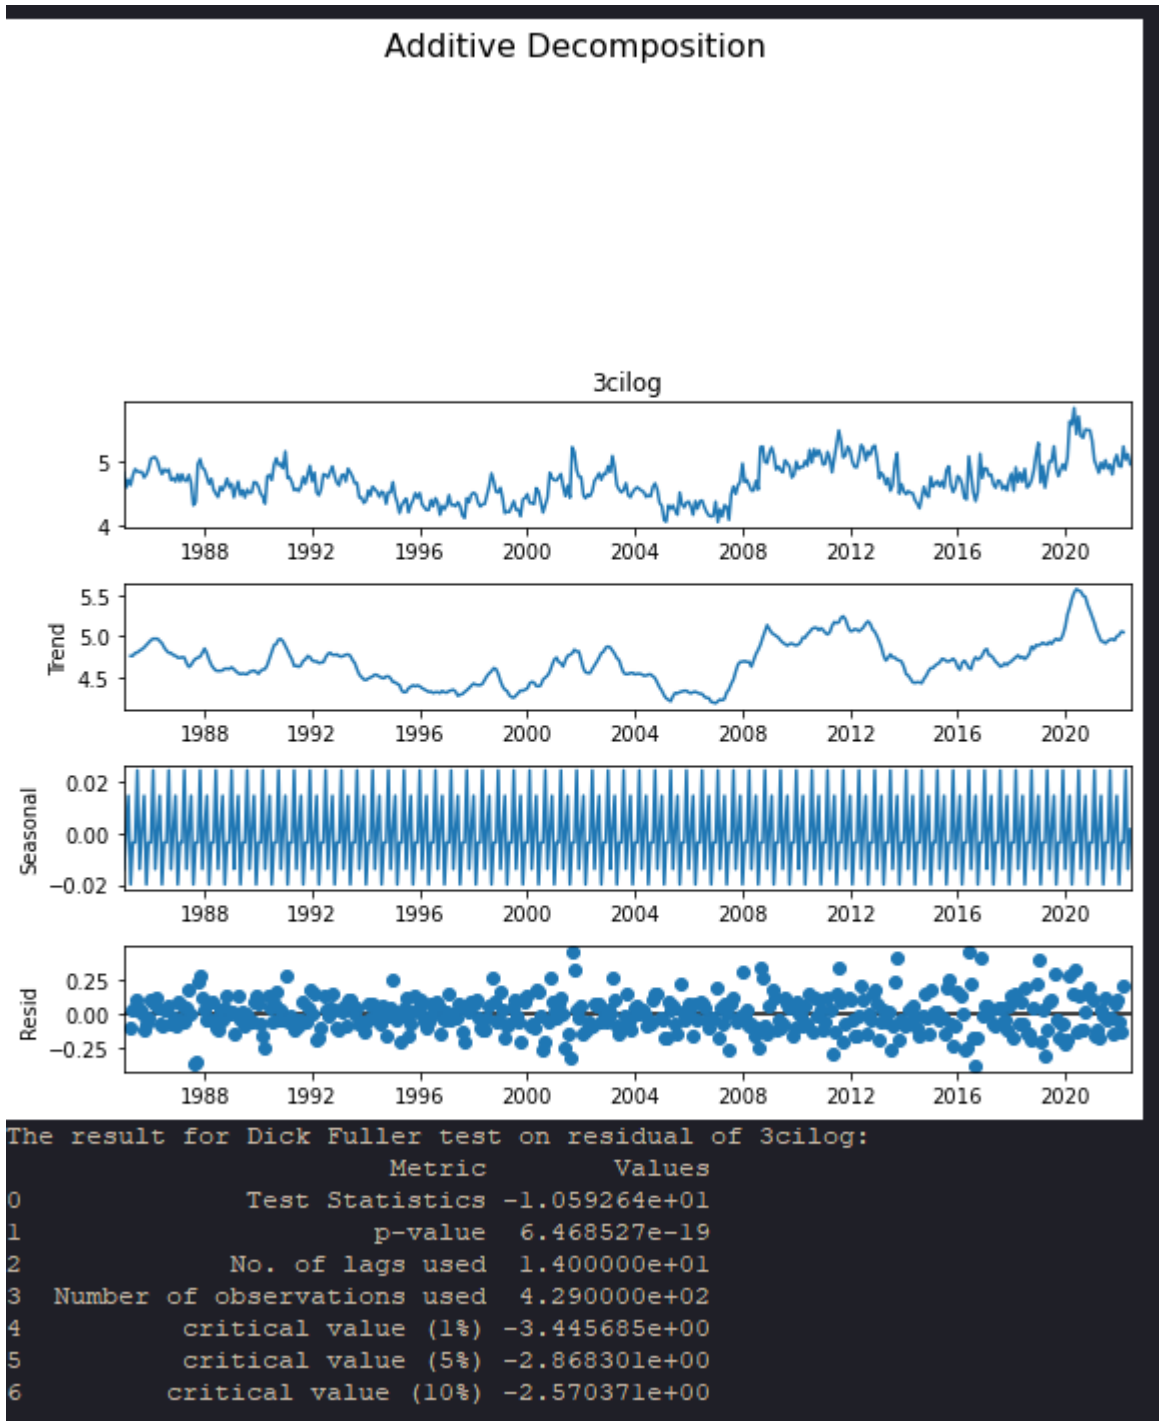 Additive Decomposition
3cilog
5
4
1988 1992 1996 2000 2004 2008 2012 2016 2020
Trend
5.5
5.0
4.5
1988 1992 1996 2000 2004 2008 2012 2016 2020
Seasonal
0.02
0.00
−0.02
1988 1992 1996 2000 2004 2008 2012 2016 2020
Resid
0.25
0.00
−0.25
1988 1992 1996 2000 2004 2008 2012 2016 2020
The result for Dick Fuller test on residual of 3cilog:
Metric Values
0 Test Statistics -1.059264e+01
1 p-value 6.468527e-19
2 No. of lags used 1.400000e+01
3 Number of observations used 4.290000e+02
4 critical value (1%) -3.445685e+00
5 critical value (5%) -2.868301e+00
6 critical value (10%) -2.570371e+00